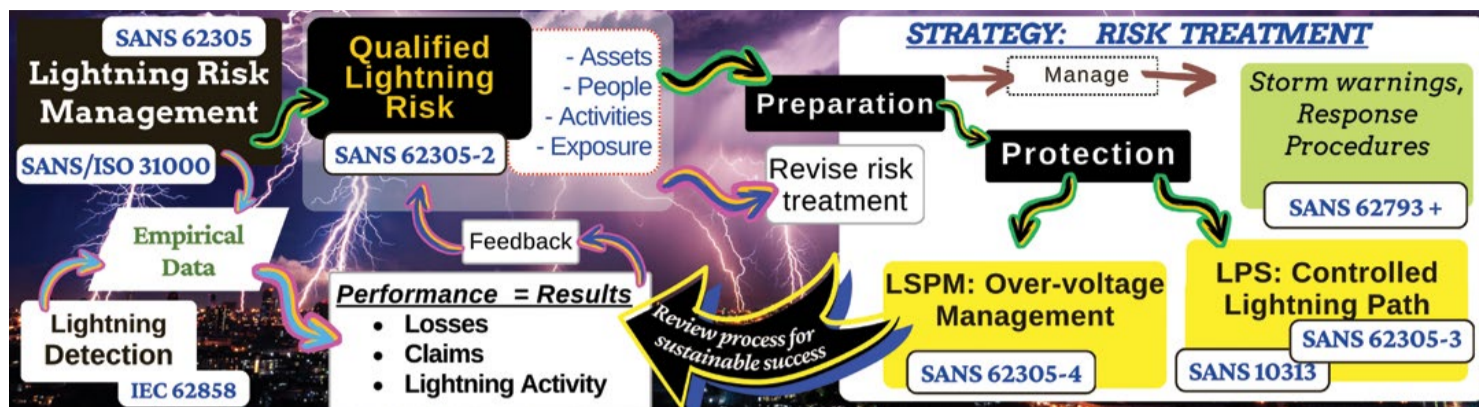 SANS 62305
Lightning Risk
Management
SANS/ISO 31000
Qualified
Lightning
Risk
SANS 62305-2
- Assets
- People
- Activities
- Exposure
Empirical
Data
Lightning
Detection
IEC 62858
Feedback
Performance = Results
• Losses
• Claims
• Lightning Activity
Revise risk
treatment
Review process for
sustainable success
STRATEGY: RISK TREATMENT
Preparation
Manage
Storm warnings,
Response
Procedures
SANS 62793 +
Protection
LSPM: Over-voltage
Management
SANS 62305-4
LPS: Controlled
Lightning Path
SANS 62305-3
SANS 10313